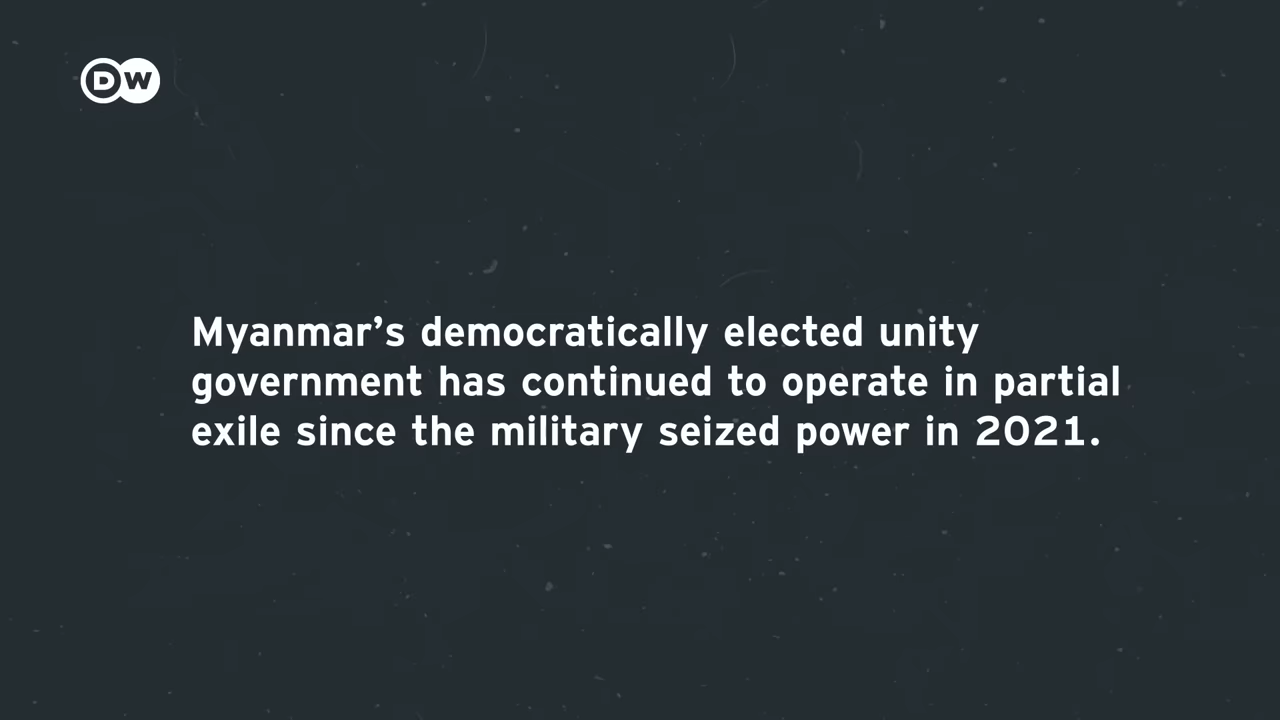 DW
Myanmar’s democratically elected unity
government has continued to operate in partial
exile since the military seized power in 2021.